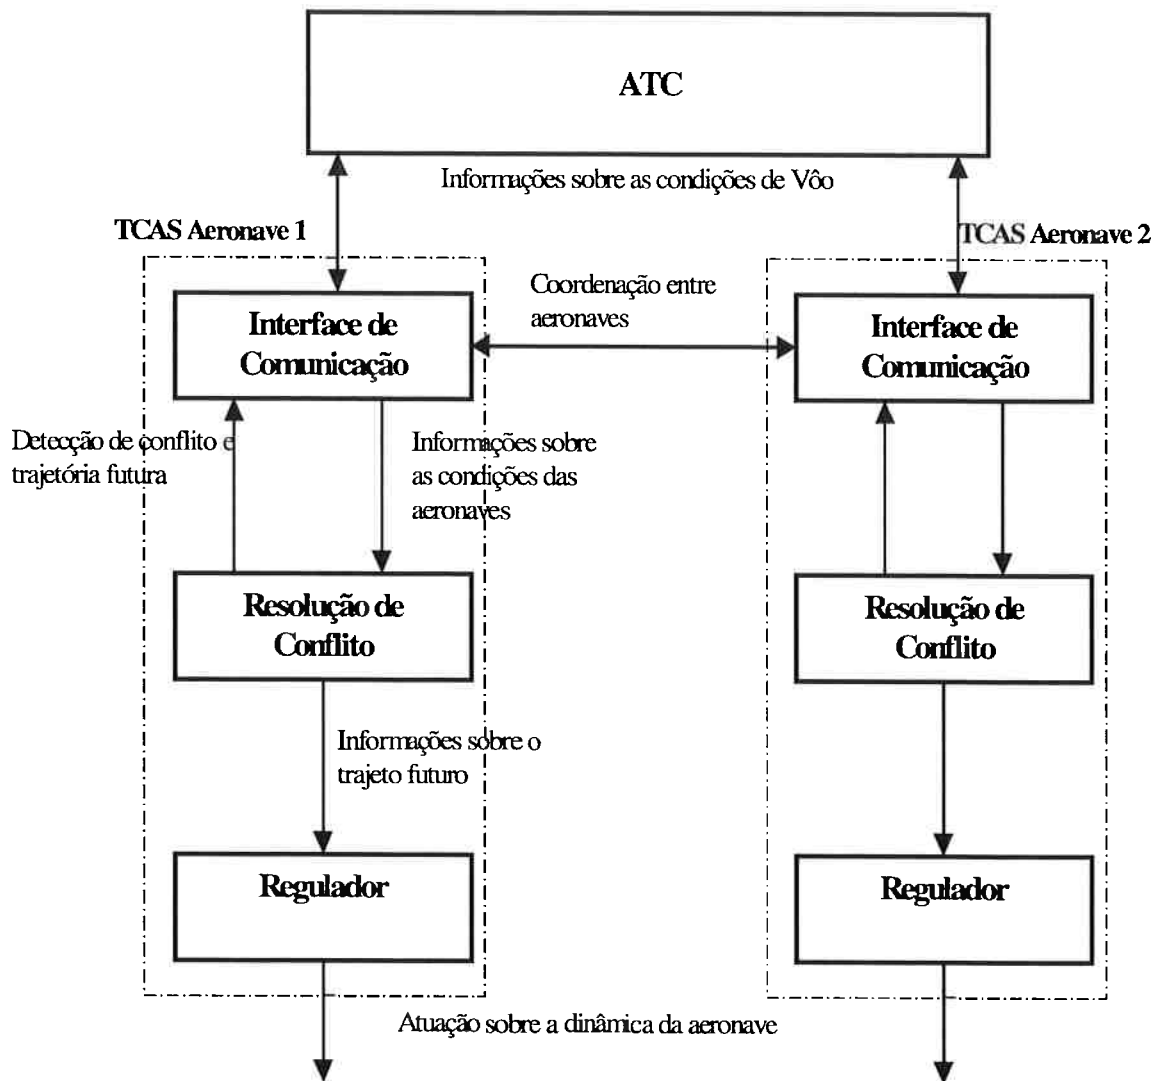 ATC
Informações sobre as condições de Vôo
TCAS Aeronave 1
TCAS Aeronave 2
Interface de
Comunicação
Coordenação entre
aeronaves
Interface de
Comunicação
Detecção de conflito e
trajetória futura
Informações sobre
as condições das
aeronaves
Resolução de
Conflito
Resolução de
Conflito
Informações sobre o
trajeto futuro
Regulador
Regulador
Atuação sobre a dinâmica da aeronave